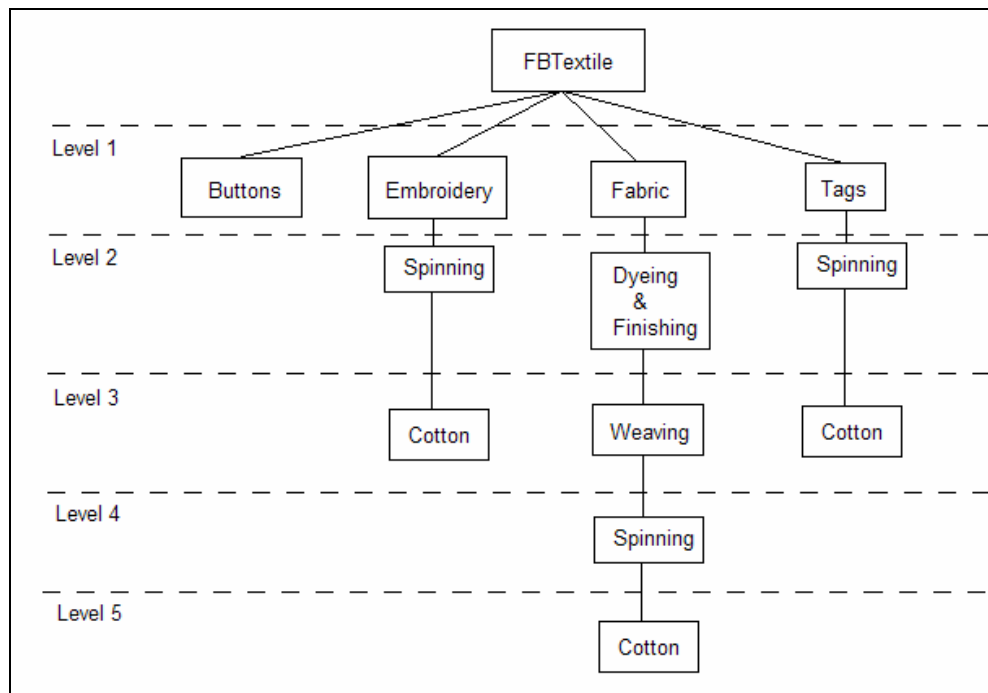 FBTextile
Level 1
Buttons
Embroidery
Fabric
Tags
Level 2
Spinning
Dyeing
&
Finishing
Spinning
Level 3
Cotton
Weaving
Cotton
Level 4
Spinning
Level 5
Cotton